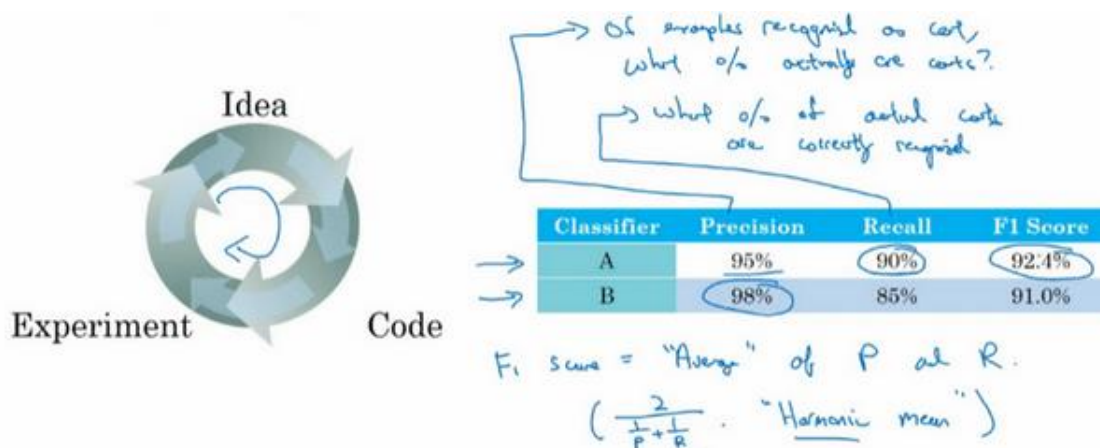 Of examples recognized as cat,
what % actually are cats?
what % of actual cats
are correctly recognized
Idea
Experiment
Code
Classifier Precision Recall F1 Score
A 95% 90% 92.4%
B 98% 85% 91.0%
F₁ score = "Average" of P and R.
( 2 / (1/P + 1/R) . "Harmonic mean" )